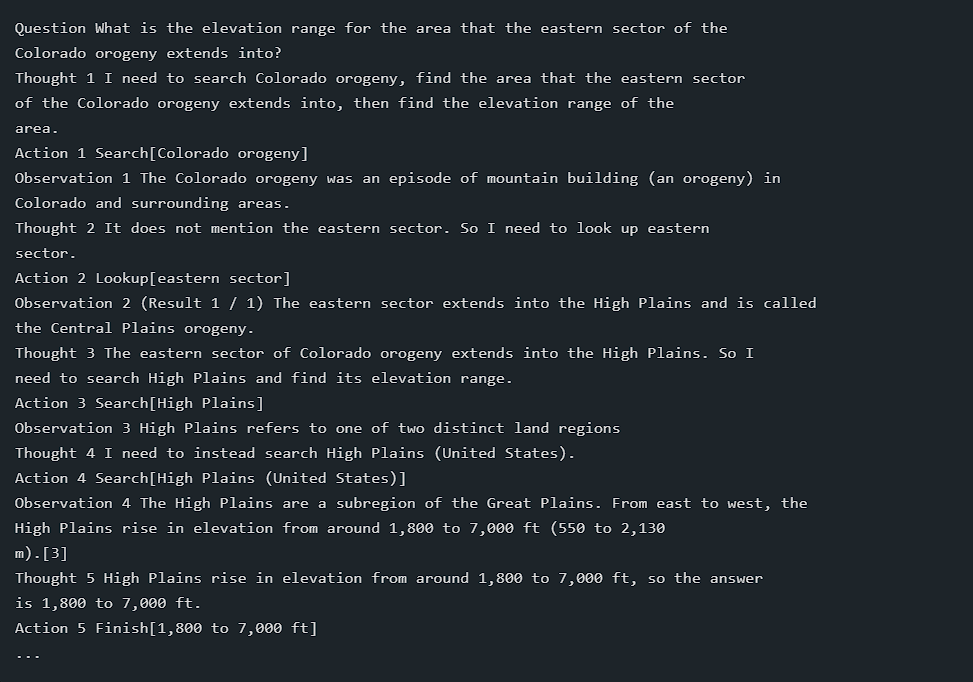 Question What is the elevation range for the area that the eastern sector of the
Colorado orogeny extends into?
Thought 1 I need to search Colorado orogeny, find the area that the eastern sector
of the Colorado orogeny extends into, then find the elevation range of the
area.
Action 1 Search[Colorado orogeny]
Observation 1 The Colorado orogeny was an episode of mountain building (an orogeny) in
Colorado and surrounding areas.
Thought 2 It does not mention the eastern sector. So I need to look up eastern
sector.
Action 2 Lookup[eastern sector]
Observation 2 (Result 1 / 1) The eastern sector extends into the High Plains and is called
the Central Plains orogeny.
Thought 3 The eastern sector of Colorado orogeny extends into the High Plains. So I
need to search High Plains and find its elevation range.
Action 3 Search[High Plains]
Observation 3 High Plains refers to one of two distinct land regions
Thought 4 I need to instead search High Plains (United States).
Action 4 Search[High Plains (United States)]
Observation 4 The High Plains are a subregion of the Great Plains. From east to west, the
High Plains rise in elevation from around 1,800 to 7,000 ft (550 to 2,130
m).[3]
Thought 5 High Plains rise in elevation from around 1,800 to 7,000 ft, so the answer
is 1,800 to 7,000 ft.
Action 5 Finish[1,800 to 7,000 ft]
...